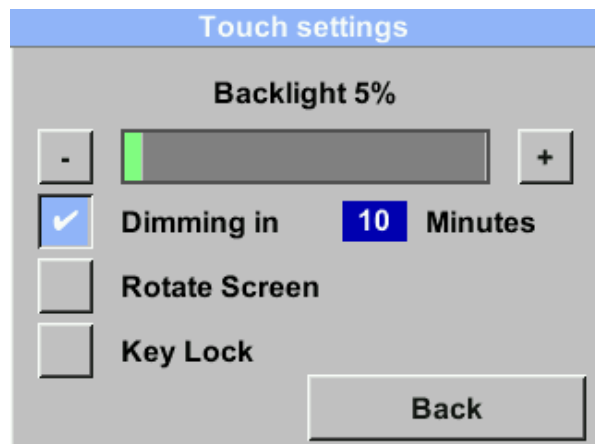 Touch settings
Backlight 5%
- +
✔ Dimming in 10 Minutes
Rotate Screen
Key Lock
Back